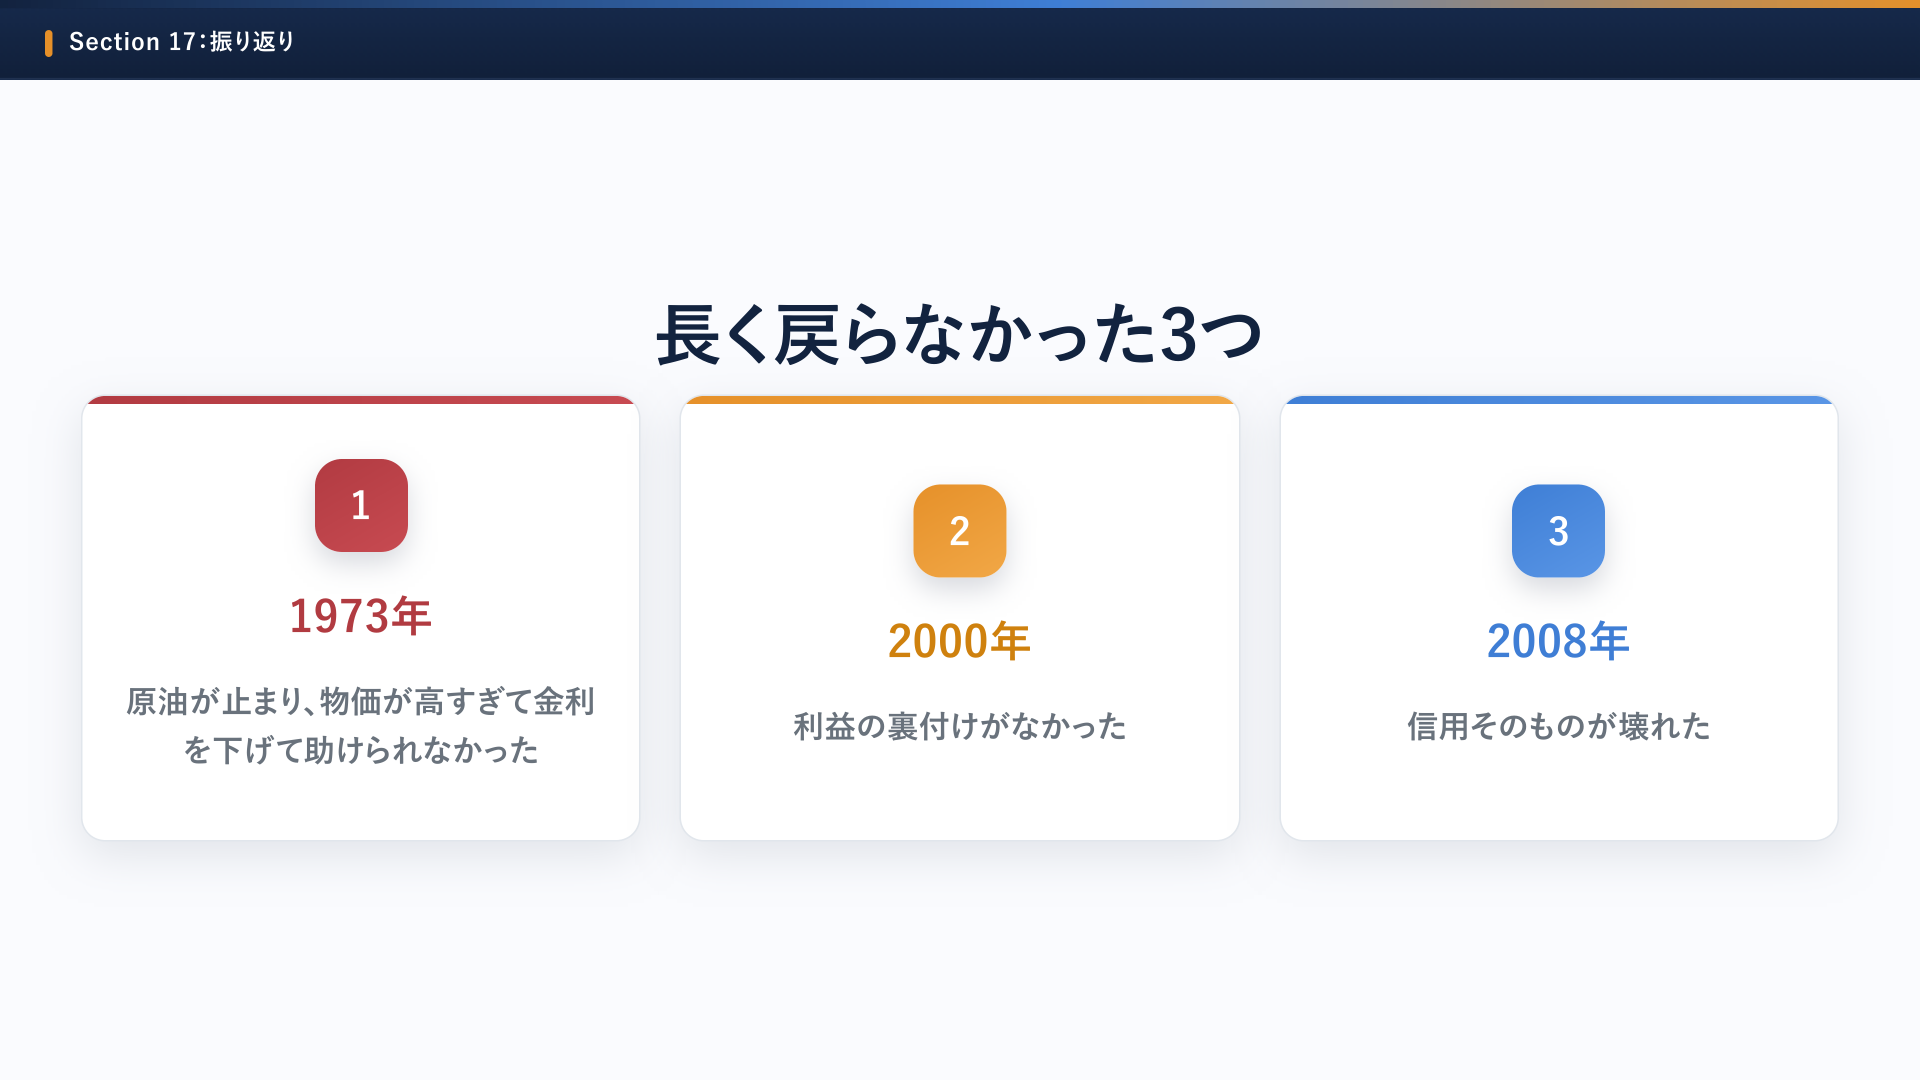 Section 17：振り返り
長く戻らなかった3つ
1
1973年
原油が止まり、物価が高すぎて金利
を下げて助けられなかった
2
2000年
利益の裏付けがなかった
3
2008年
信用そのものが壊れた